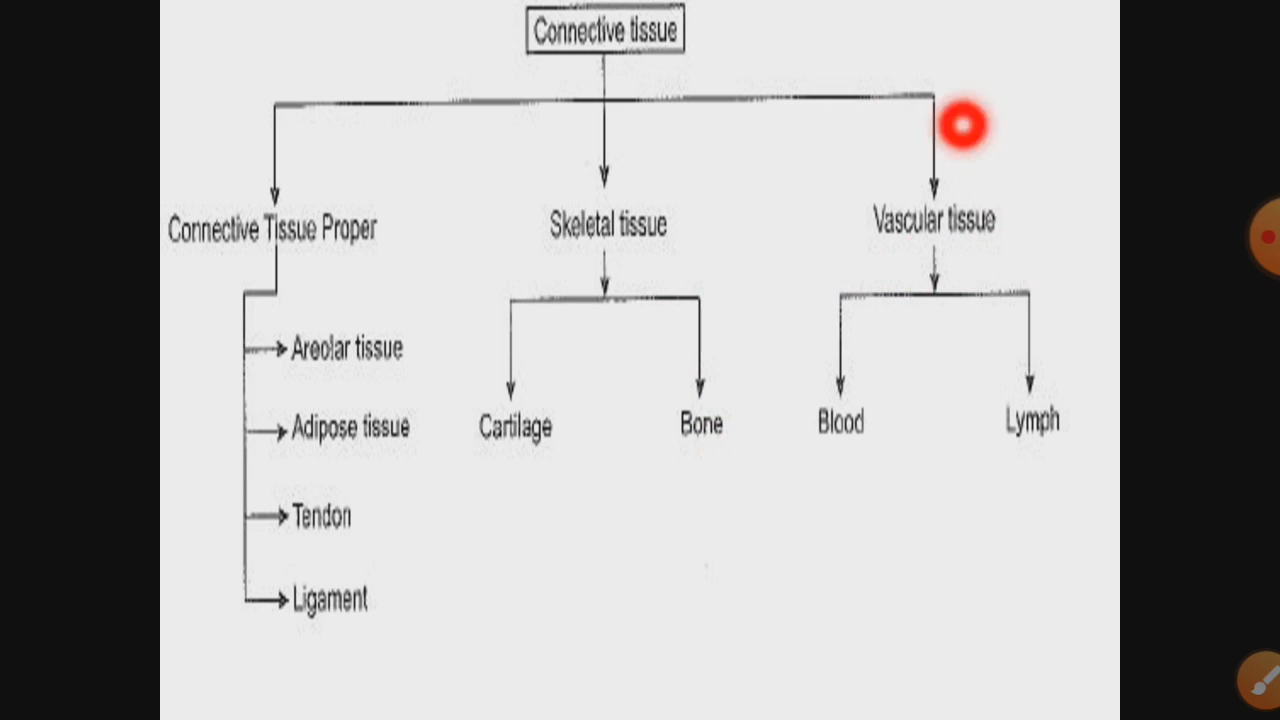 Connective tissue
Connective Tissue Proper
Skeletal tissue
Vascular tissue
Areolar tissue
Adipose tissue
Tendon
Ligament
Cartilage
Bone
Blood
Lymph